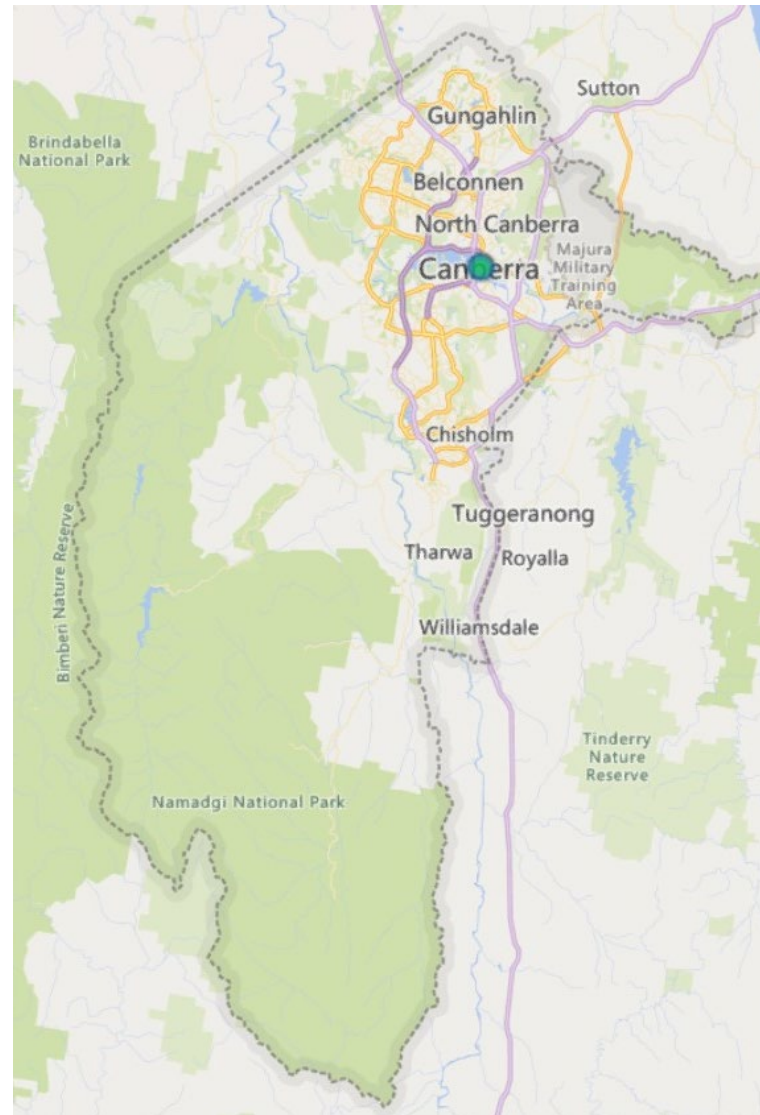 Sutton
Gungahlin
Brindabella
National Park
Belconnen
North Canberra
Majura
Military
Training
Area
Canberra
Chisholm
Tuggeranong
Tharwa
Royalla
Bimberi Nature Reserve
Williamsdale
Tinderry
Nature
Reserve
Namadgi National Park